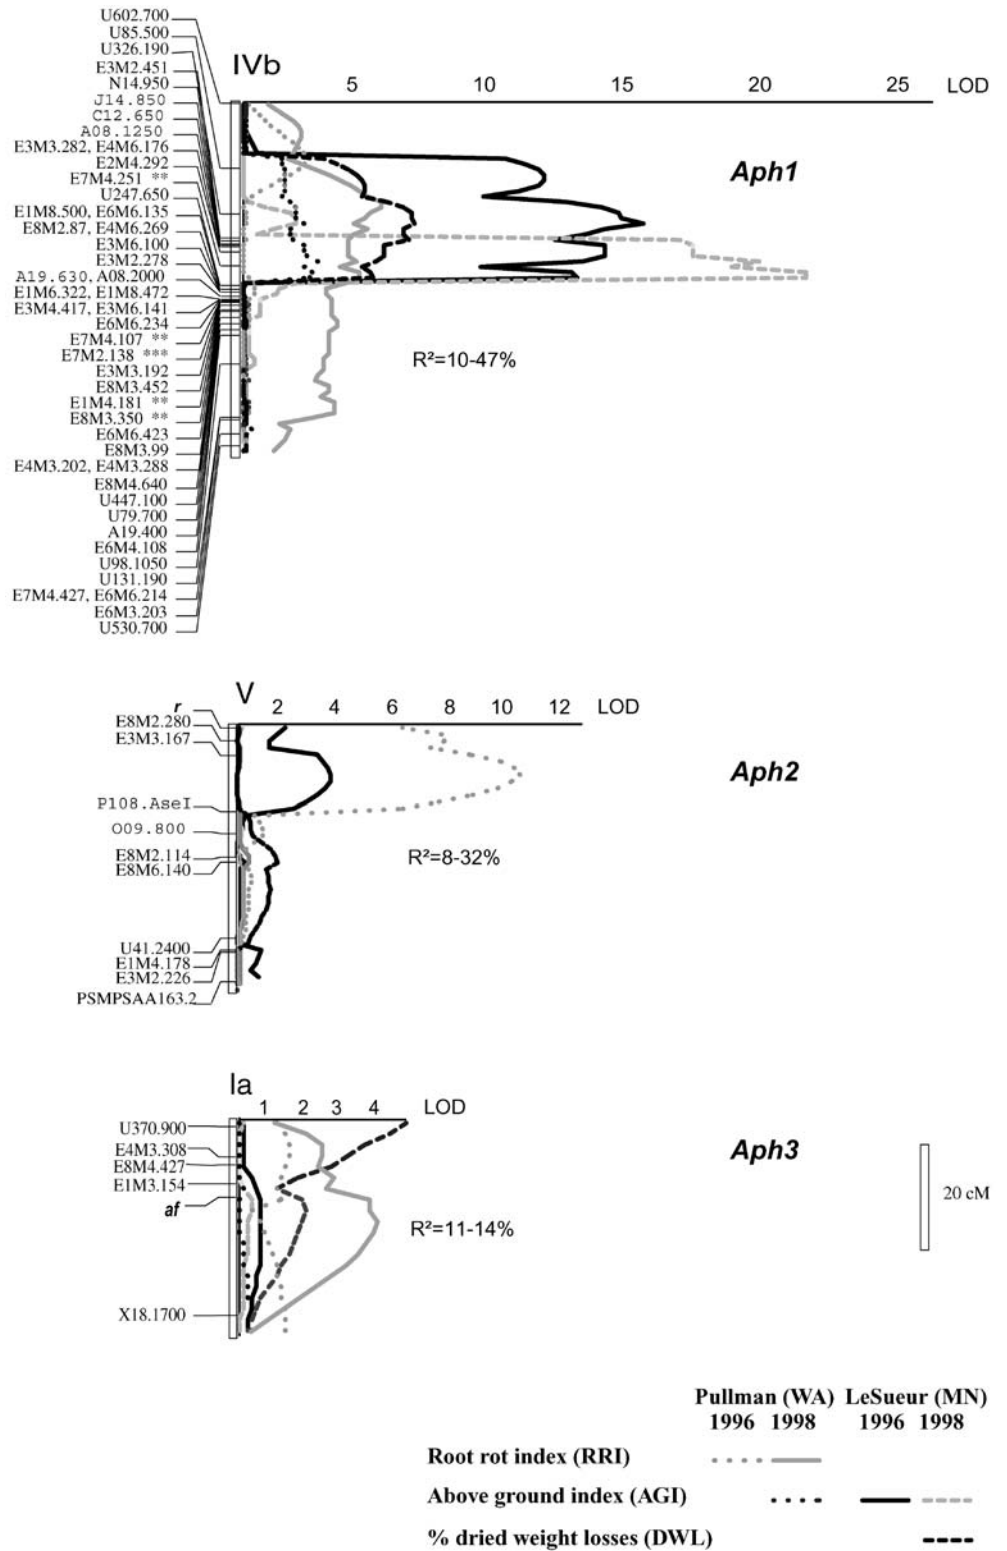 U602.700
U85.500
U326.190
IVb
E3M2.451
5 10 15 20 25 LOD
N14.950
J14.850
C12.650
A08.1250
E3M3.282, E4M6.176
E2M4.292
Aph1
E7M4.251 **
U247.650
E1M8.500, E6M6.135
E8M2.87, E4M6.269
E3M6.100
E3M2.278
A19.630, A08.2000
E1M6.322, E1M8.472
E3M4.417, E3M6.141
E6M6.234
E7M4.107 **
E7M2.138 ***
R²=10-47%
E3M3.192
E8M3.452
E1M4.181 **
E8M3.350 **
E6M6.423
E8M3.99
E4M3.202, E4M3.288
E8M4.640
U447.100
U79.700
A19.400
E6M4.108
U98.1050
U131.190
E7M4.427, E6M6.214
E6M3.203
U530.700
V
r 2 4 6 8 10 12 LOD
E8M2.280
E3M3.167
Aph2
P108.AseI
O09.800
E8M2.114
R²=8-32%
E8M6.140
U41.2400
E1M4.178
E3M2.226
PSMPSAA163.2
Ia
1 2 3 4 LOD
U370.900
E4M3.308
Aph3
E8M4.427
E1M3.154
20 cM
af
R²=11-14%
X18.1700
Pullman (WA) LeSueur (MN)
1996 1998 1996 1998
Root rot index (RRI)
Above ground index (AGI)
% dried weight losses (DWL)